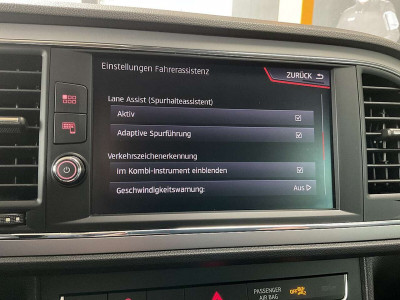 Einstellungen Fahrerassistenz
ZURÜCK
Lane Assist (Spurhalteassistent)
Aktiv
Adaptive Spurführung
Verkehrszeichenerkennung
Im Kombi-Instrument einblenden
Geschwindigkeitswarnung: Aus
PASSENGER
AIR BAG
OFF